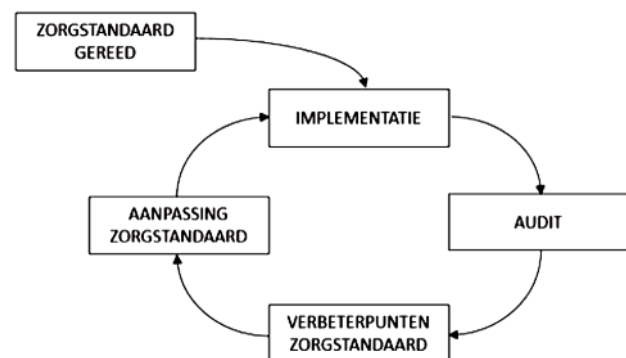 ZORGSTANDAARD
GEREED
IMPLEMENTATIE
AANPASSING
ZORGSTANDAARD
AUDIT
VERBETERPUNTEN
ZORGSTANDAARD